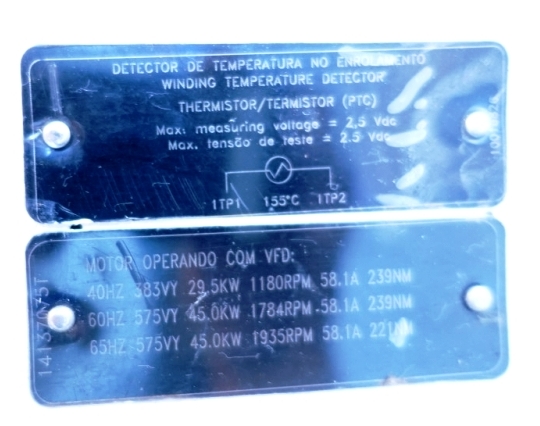 DETECTOR DE TEMPERATURA NO ENROLAMENTO
WINDING TEMPERATURE DETECTOR
THERMISTOR/TERMISTOR (PTC)
Max. measuring voltage = 2,5 Vdc
Max. tensão de teste = 2,5 Vdc
1TP1 155°C 1TP2
MOTOR OPERANDO COM VFD:
40HZ 383VY 29.5KW 1180RPM 58.1A 239NM
60HZ 575VY 45.0KW 1784RPM 58.1A 239NM
65HZ 575VY 45.0KW 1935RPM 58.1A